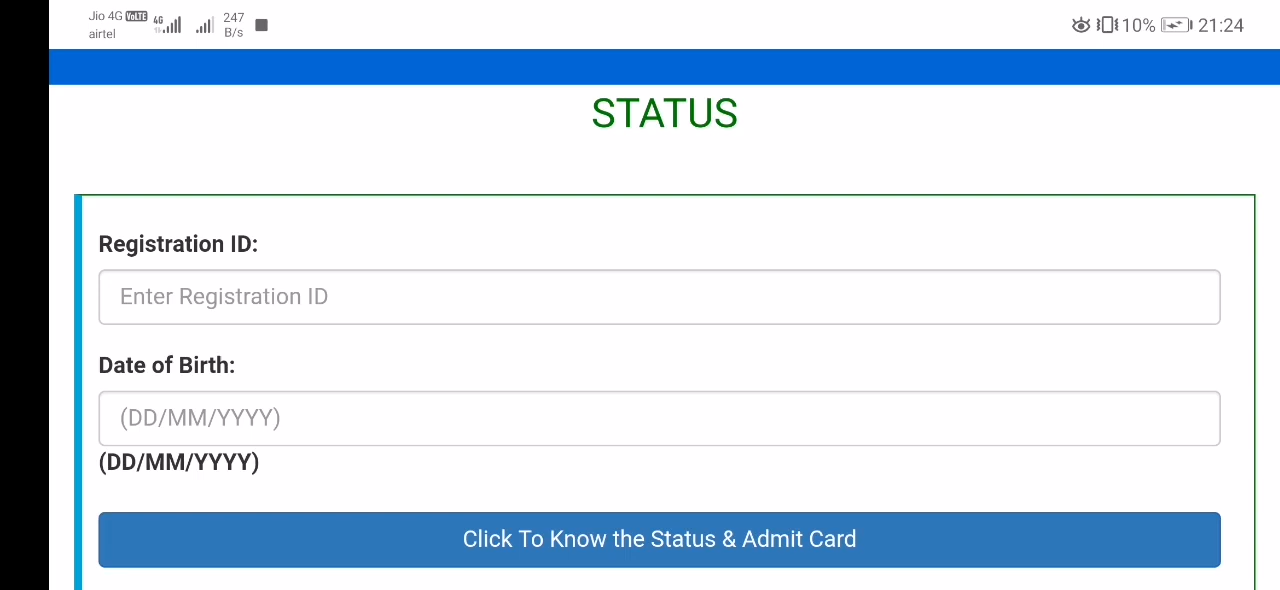 Jio 4G VoLTE 4G 247 10% 21:24
airtel B/s
STATUS
Registration ID:
Enter Registration ID
Date of Birth:
(DD/MM/YYYY)
(DD/MM/YYYY)
Click To Know the Status & Admit Card